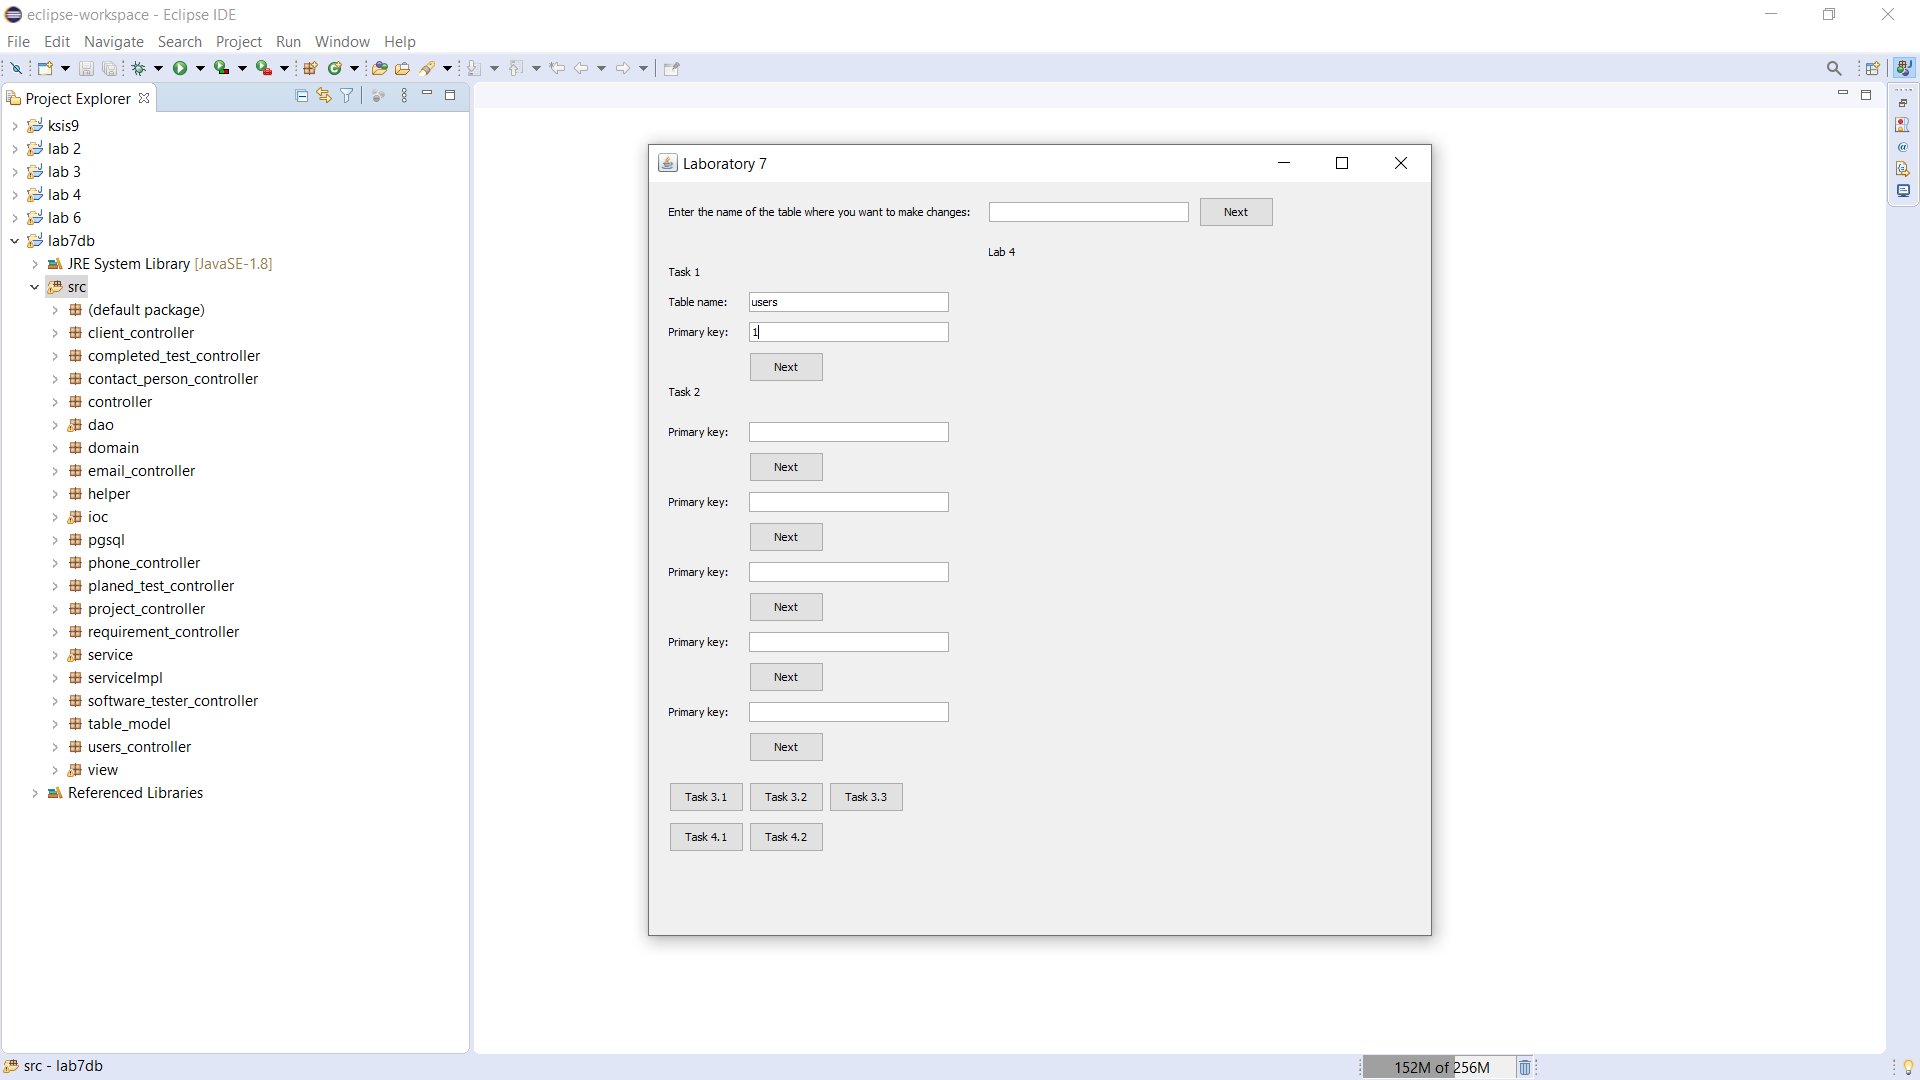 eclipse-workspace - Eclipse IDE
File Edit Navigate Search Project Run Window Help
Project Explorer
ksis9
lab 2
lab 3
lab 4
lab 6
lab7db
JRE System Library [JavaSE-1.8]
src
(default package)
client_controller
completed_test_controller
contact_person_controller
controller
dao
domain
email_controller
helper
ioc
pgsql
phone_controller
planed_test_controller
project_controller
requirement_controller
service
serviceImpl
software_tester_controller
table_model
users_controller
view
Referenced Libraries
Laboratory 7
Enter the name of the table where you want to make changes: Next
Lab 4
Task 1
Table name: users
Primary key: 1
Next
Task 2
Primary key:
Next
Primary key:
Next
Primary key:
Next
Primary key:
Next
Primary key:
Next
Task 3.1 Task 3.2 Task 3.3
Task 4.1 Task 4.2
src - lab7db
152M of 256M